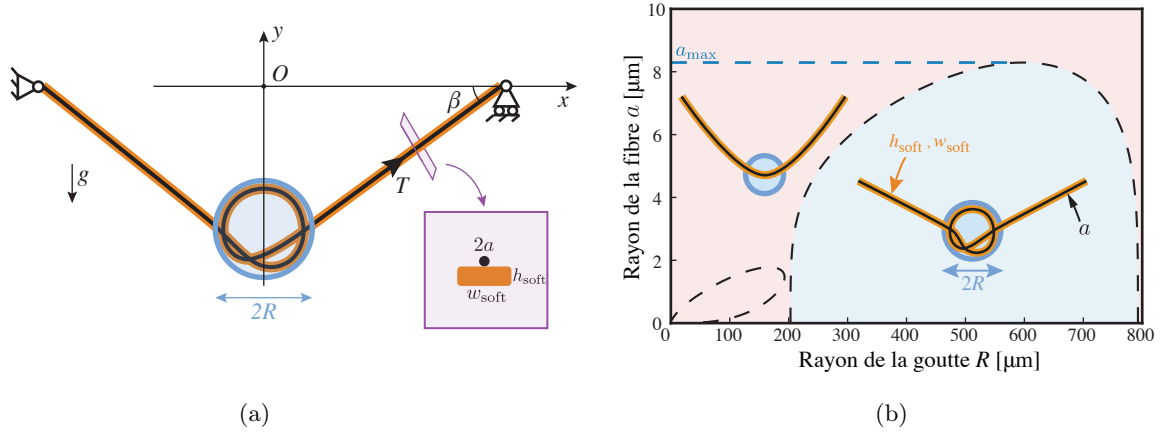 y
O
x
β
g
T
2a
h_soft
w_soft
2R
(a)
10
8
6
4
2
0
Rayon de la fibre a [µm]
a_max
h_soft, w_soft
a
2R
0 100 200 300 400 500 600 700 800
Rayon de la goutte R [µm]
(b)